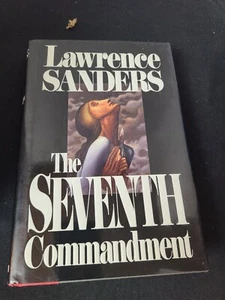 Lawrence
SANDERS
The
SEVENTH
Commandment